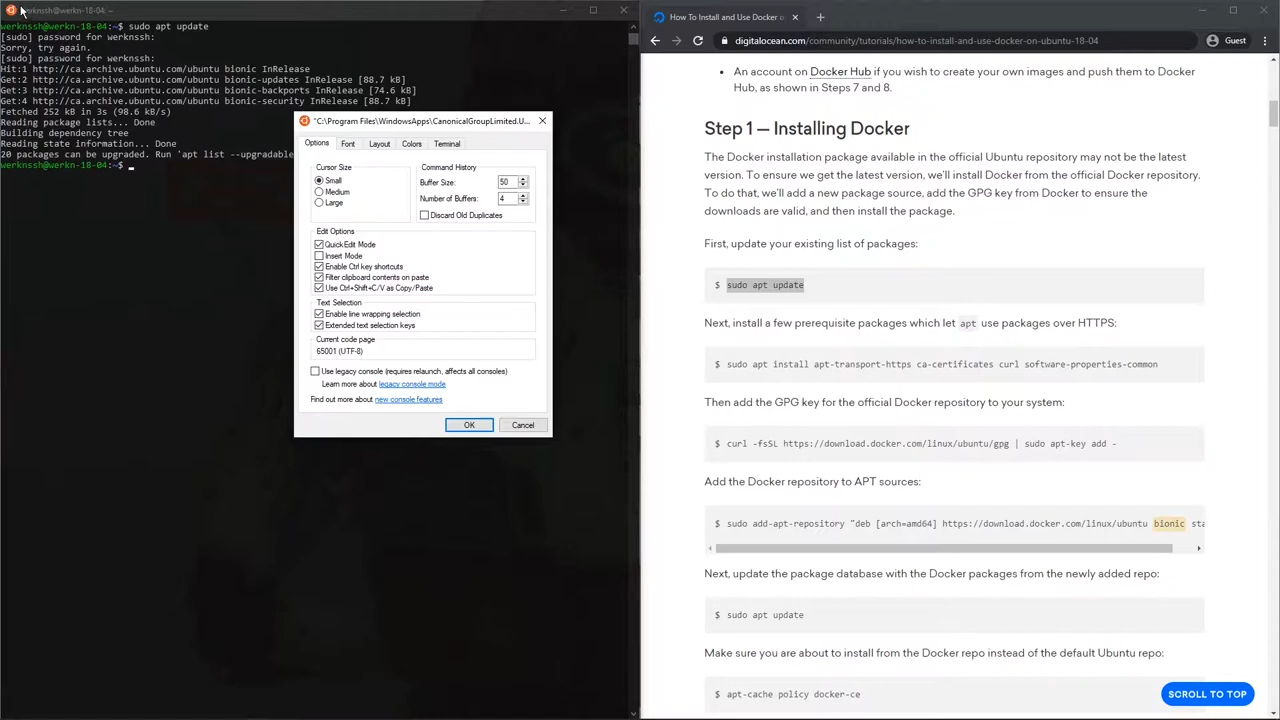 werknssh@werkn-18-04: ~
werknssh@werkn-18-04:~$ sudo apt update
[sudo] password for werknssh:
Sorry, try again.
[sudo] password for werknssh:
Hit:1 http://ca.archive.ubuntu.com/ubuntu bionic InRelease
Get:2 http://ca.archive.ubuntu.com/ubuntu bionic-updates InRelease [88.7 kB]
Get:3 http://ca.archive.ubuntu.com/ubuntu bionic-backports InRelease [74.6 kB]
Get:4 http://ca.archive.ubuntu.com/ubuntu bionic-security InRelease [88.7 kB]
Fetched 252 kB in 3s (98.6 kB/s)
Reading package lists... Done
Building dependency tree
Reading state information... Done
20 packages can be upgraded. Run 'apt list --upgradable
werknssh@werkn-18-04:~$
"C:\Program Files\WindowsApps\CanonicalGroupLimited.U...
Options Font Layout Colors Terminal
Cursor Size
Small
Medium
Large
Command History
Buffer Size: 50
Number of Buffers: 4
Discard Old Duplicates
Edit Options
QuickEdit Mode
Insert Mode
Enable Ctrl key shortcuts
Filter clipboard contents on paste
Use Ctrl+Shift+C/V as Copy/Paste
Text Selection
Enable line wrapping selection
Extended text selection keys
Current code page
65001 (UTF-8)
Use legacy console (requires relaunch, affects all consoles)
Learn more about legacy console mode
Find out more about new console features
OK Cancel
How To Install and Use Docker o
digitalocean.com/community/tutorials/how-to-install-and-use-docker-on-ubuntu-18-04
Guest
• An account on Docker Hub if you wish to create your own images and push them to Docker
Hub, as shown in Steps 7 and 8.
Step 1 — Installing Docker
The Docker installation package available in the official Ubuntu repository may not be the latest
version. To ensure we get the latest version, we'll install Docker from the official Docker repository.
To do that, we'll add a new package source, add the GPG key from Docker to ensure the
downloads are valid, and then install the package.
First, update your existing list of packages:
$ sudo apt update
Next, install a few prerequisite packages which let apt use packages over HTTPS:
$ sudo apt install apt-transport-https ca-certificates curl software-properties-common
Then add the GPG key for the official Docker repository to your system:
$ curl -fsSL https://download.docker.com/linux/ubuntu/gpg | sudo apt-key add -
Add the Docker repository to APT sources:
$ sudo add-apt-repository "deb [arch=amd64] https://download.docker.com/linux/ubuntu bionic sta
Next, update the package database with the Docker packages from the newly added repo:
$ sudo apt update
Make sure you are about to install from the Docker repo instead of the default Ubuntu repo:
$ apt-cache policy docker-ce
SCROLL TO TOP